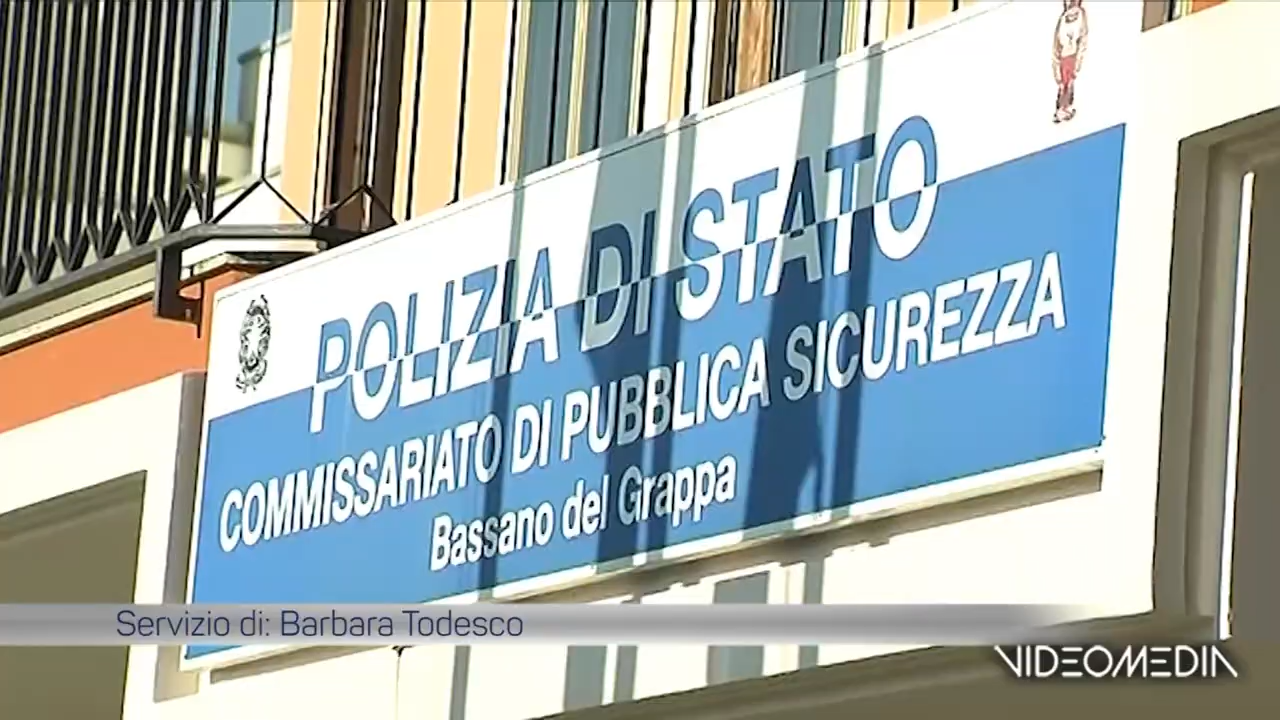 POLIZIA DI STATO
COMMISSARIATO DI PUBBLICA SICUREZZA
Bassano del Grappa
Servizio di: Barbara Todesco
VIDEOMEDIA